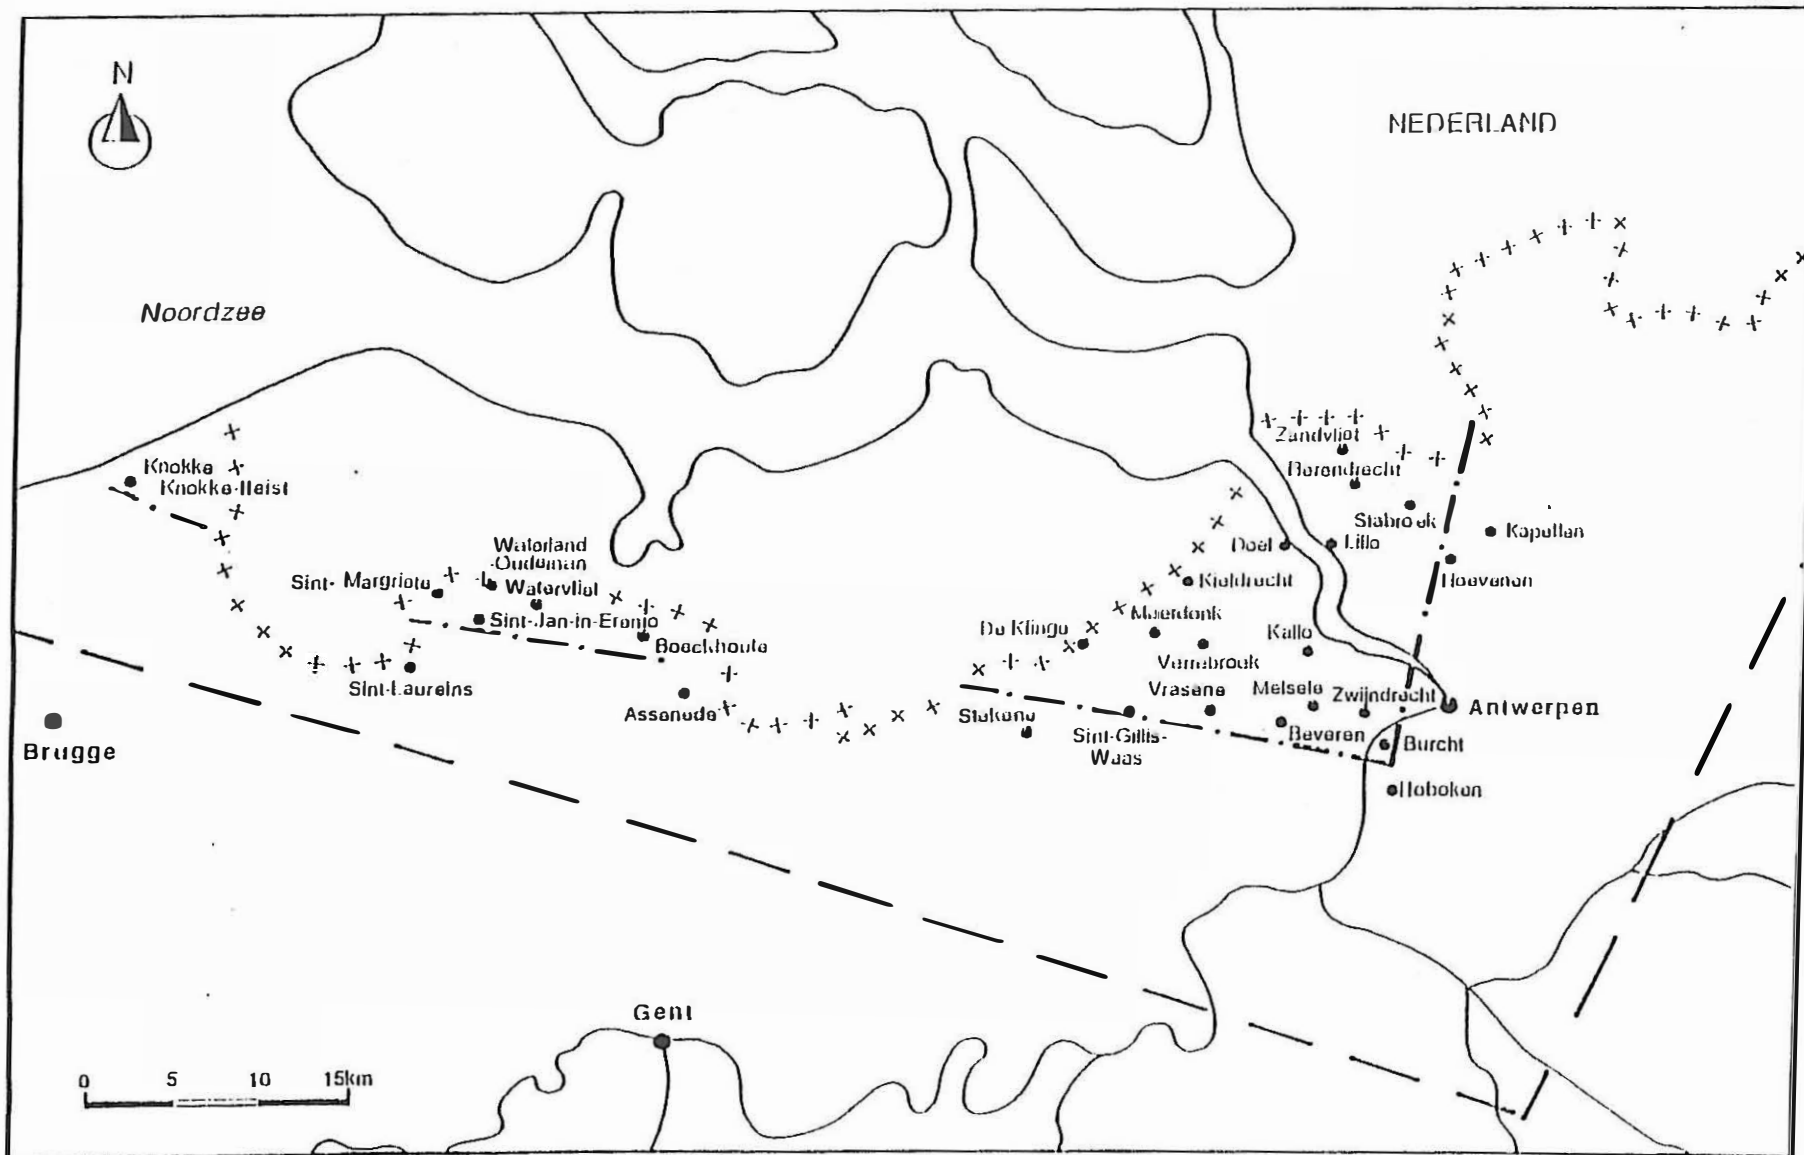 N
NEDERLAND
Noordzee
Zandvliet
Knokke
Berendrecht
Knokke-Heist
Stabroek
Kapellen
Waterland
-Oudeman
Doel
Lillo
Sint- Margriete
Watervliet
Kieldrecht
Hoevenen
Meerdonk
Sint-Jan-in-Eremo
De Klinge
Kallo
Boeckhoute
Verrebroek
Sint-Laureins
Vrasene
Melsele
Zwijndrecht
Assenede
Stekene
Antwerpen
Brugge
Sint-Gillis-
Waas
Beveren
Burcht
Hoboken
Gent
0 5 10 15km